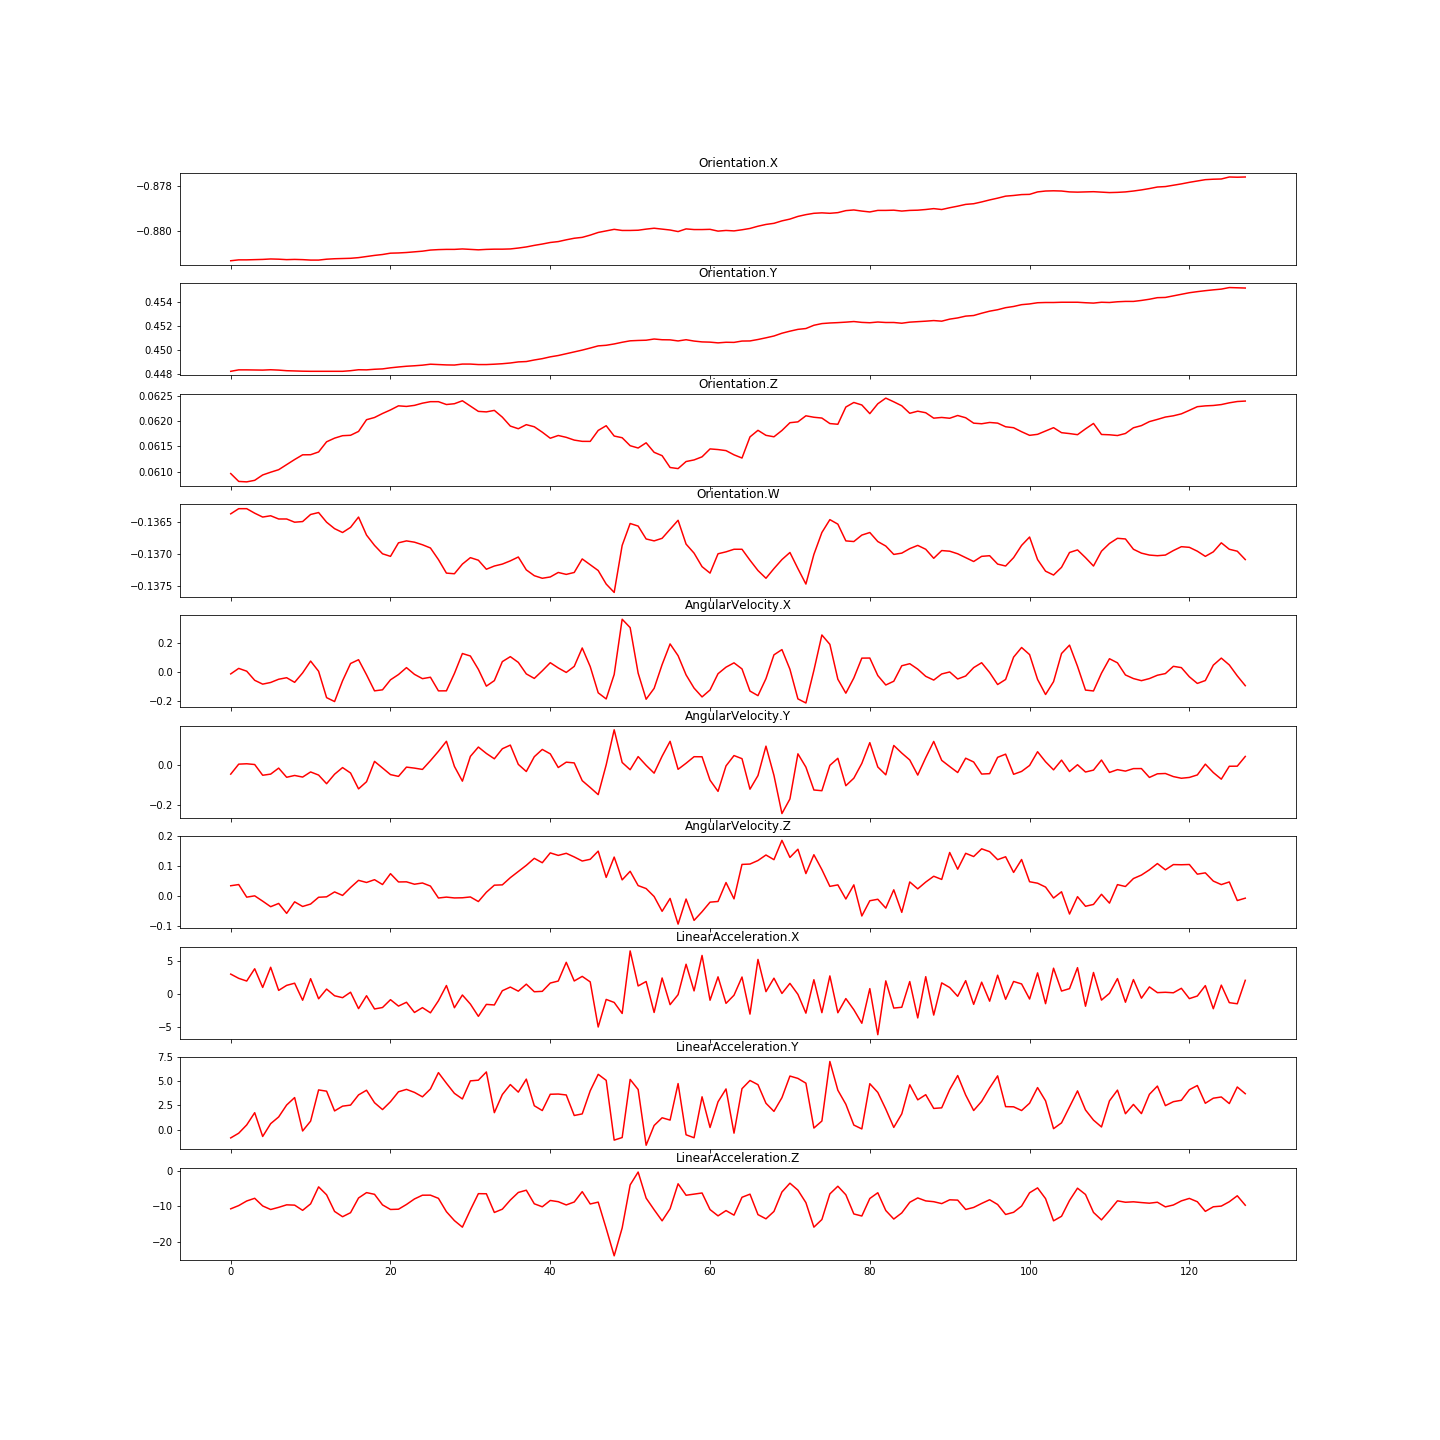 Orientation.X
−0.878
−0.880
Orientation.Y
0.454
0.452
0.450
0.448
Orientation.Z
0.0625
0.0620
0.0615
0.0610
Orientation.W
−0.1365
−0.1370
−0.1375
AngularVelocity.X
0.2
0.0
−0.2
AngularVelocity.Y
0.0
−0.2
AngularVelocity.Z
0.2
0.1
0.0
−0.1
LinearAcceleration.X
5
0
−5
LinearAcceleration.Y
7.5
5.0
2.5
0.0
LinearAcceleration.Z
0
−10
−20
0 20 40 60 80 100 120